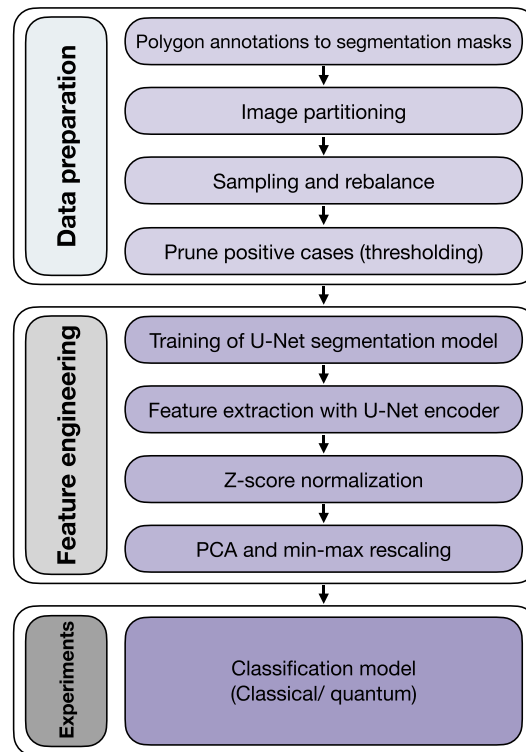 Data preparation
Polygon annotations to segmentation masks
Image partitioning
Sampling and rebalance
Prune positive cases (thresholding)
Feature engineering
Training of U-Net segmentation model
Feature extraction with U-Net encoder
Z-score normalization
PCA and min-max rescaling
Experiments
Classification model
(Classical/ quantum)